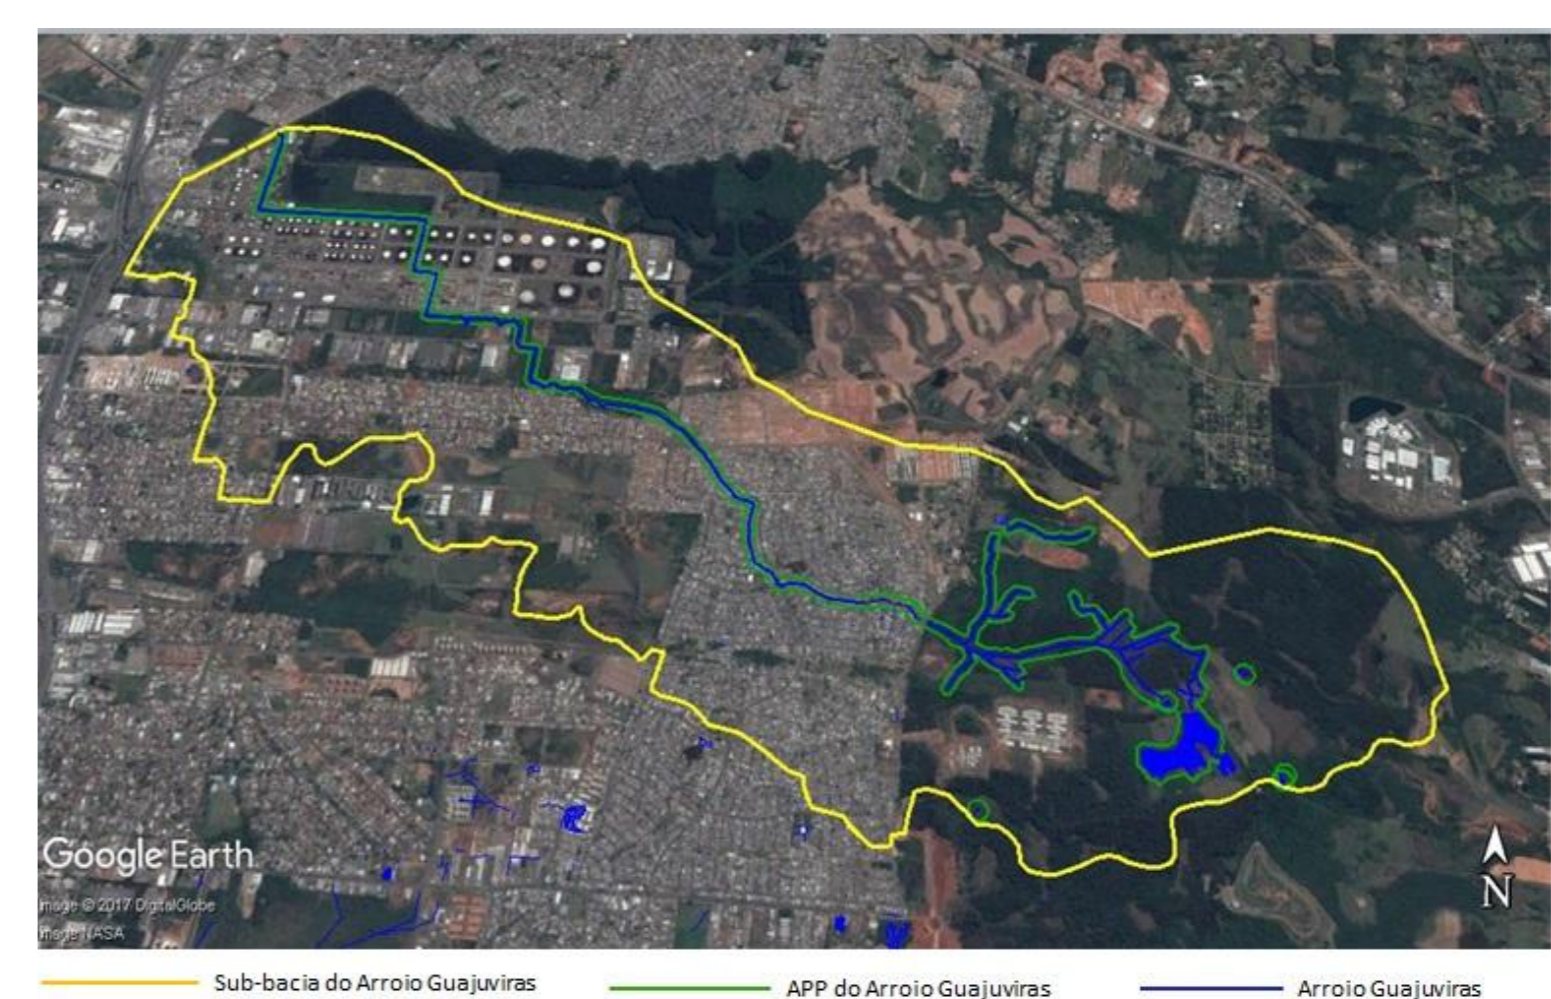 Google Earth
Image © 2017 DigitalGlobe
Image NASA
N
Sub-bacia do Arroio Guajuviras
APP do Arroio Guajuviras
Arroio Guajuviras